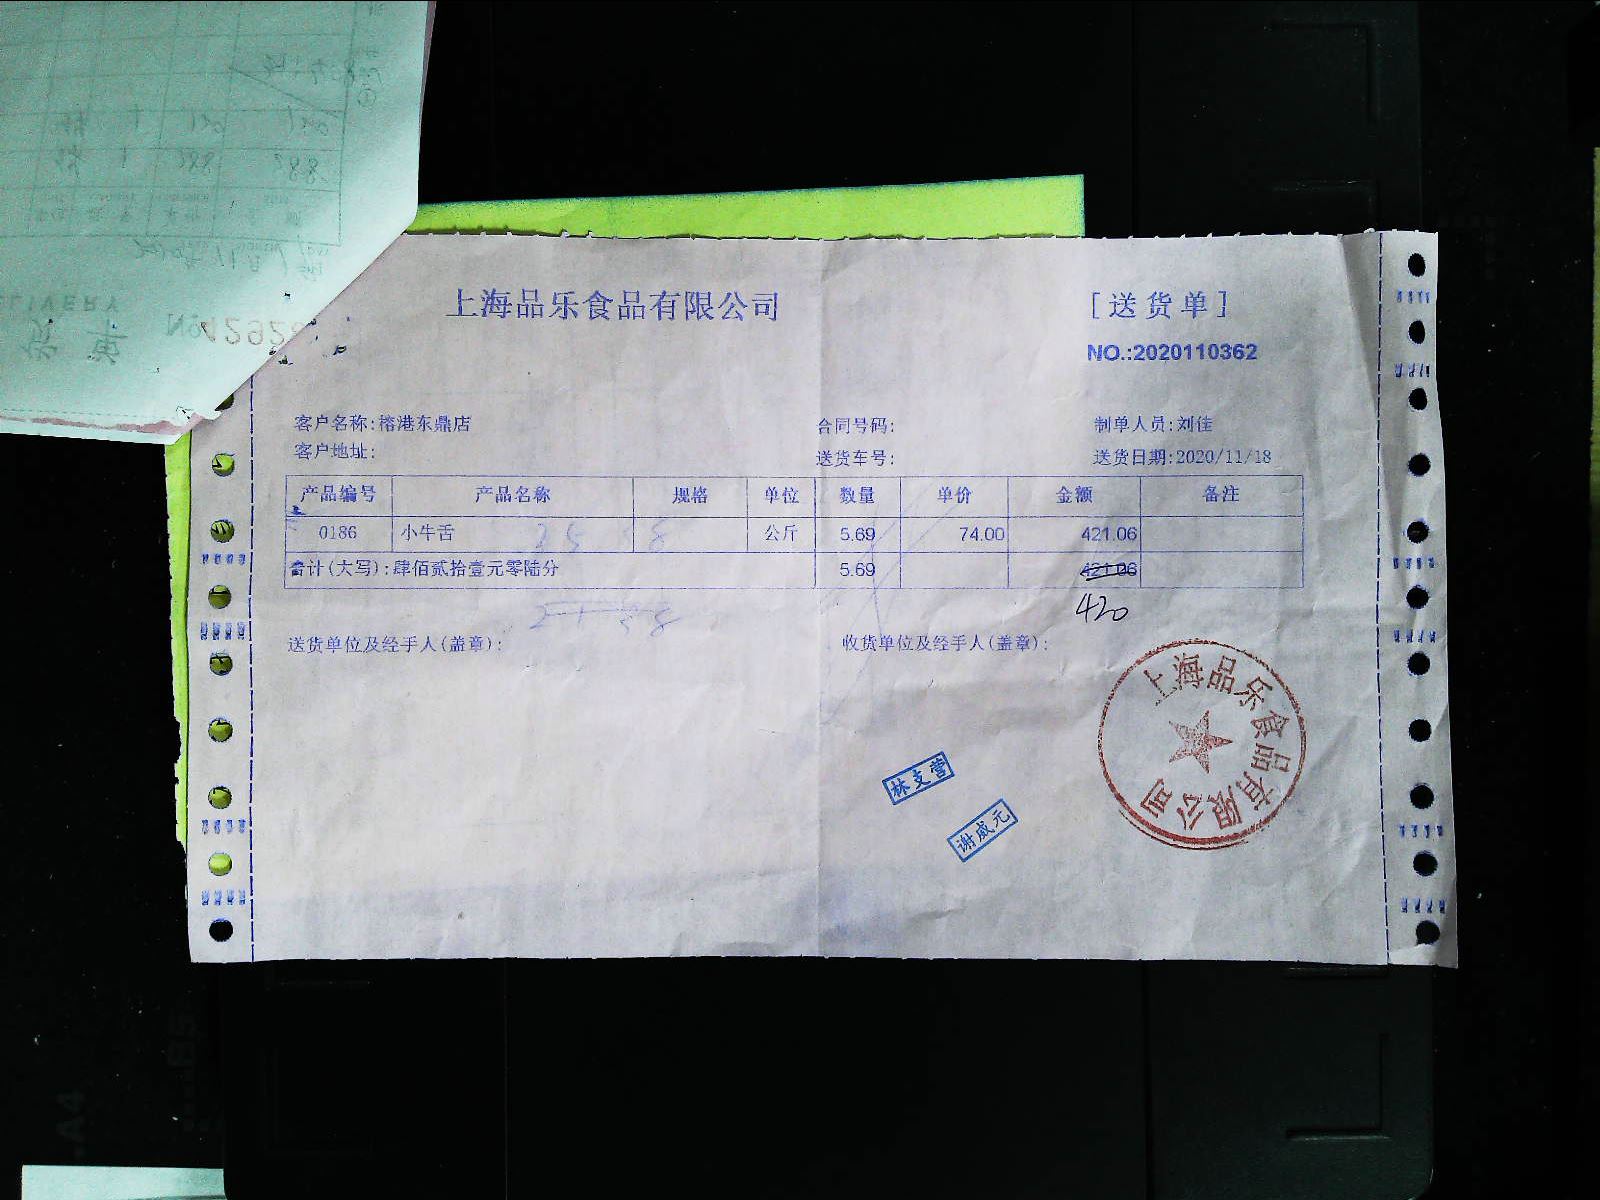 上海品乐食品有限公司
[送货单]
NO.:2020110362
客户名称:榕港东鼎店 合同号码: 制单人员:刘佳
客户地址: 送货车号: 送货日期:2020/11/18
产品编号 产品名称 规格 单位 数量 单价 金额 备注
0186 小牛舌 公斤 5.69 74.00 421.06
合计(大写):肆佰贰拾壹元零陆分 5.69 421.06
420
送货单位及经手人(盖章): 收货单位及经手人(盖章):
上海品乐食品有限公司
林支营
谢威元